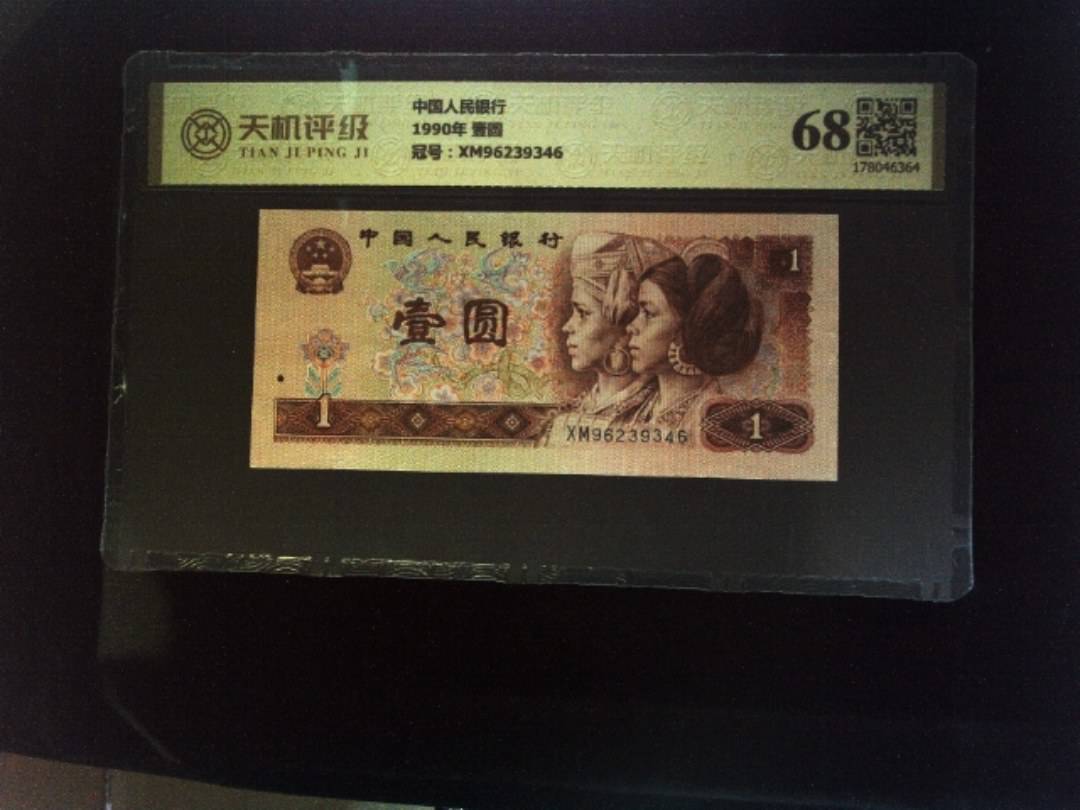 天机评级
TIAN JI PING JI
中国人民银行
1990年 壹圆
冠号：XM96239346
68
178046364
中国人民银行
壹圆
1
1
1
XM96239346